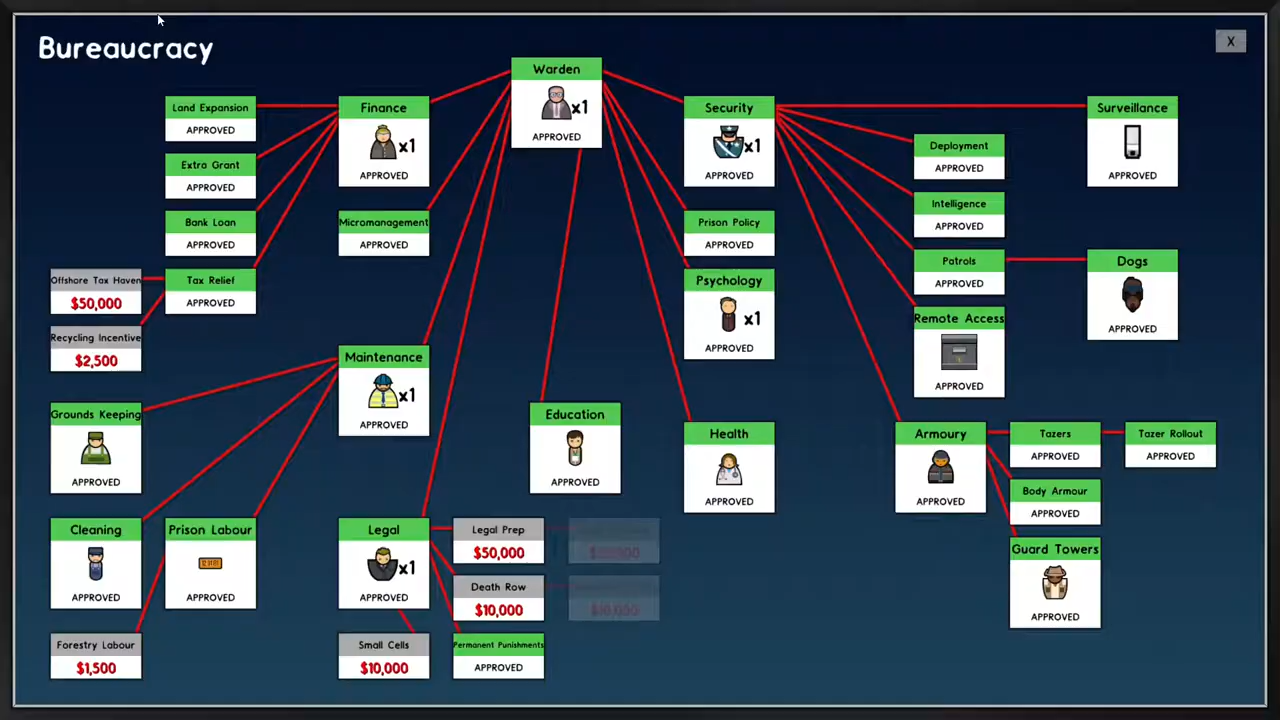 Bureaucracy
X
Warden
x1
APPROVED
Land Expansion
APPROVED
Finance
x1
APPROVED
Security
x1
APPROVED
Surveillance
APPROVED
Extra Grant
APPROVED
Deployment
APPROVED
Intelligence
APPROVED
Bank Loan
APPROVED
Micromanagement
APPROVED
Prison Policy
APPROVED
Patrols
APPROVED
Dogs
APPROVED
Offshore Tax Haven
$50,000
Tax Relief
APPROVED
Psychology
x1
APPROVED
Remote Access
APPROVED
Recycling Incentive
$2,500
Maintenance
x1
APPROVED
Grounds Keeping
APPROVED
Education
APPROVED
Health
APPROVED
Armoury
APPROVED
Tazers
APPROVED
Tazer Rollout
APPROVED
Body Armour
APPROVED
Cleaning
APPROVED
Prison Labour
APPROVED
Legal
x1
APPROVED
Legal Prep
$50,000
Death Row
$10,000
$10,000
Guard Towers
APPROVED
Forestry Labour
$1,500
Small Cells
$10,000
Permanent Punishments
APPROVED